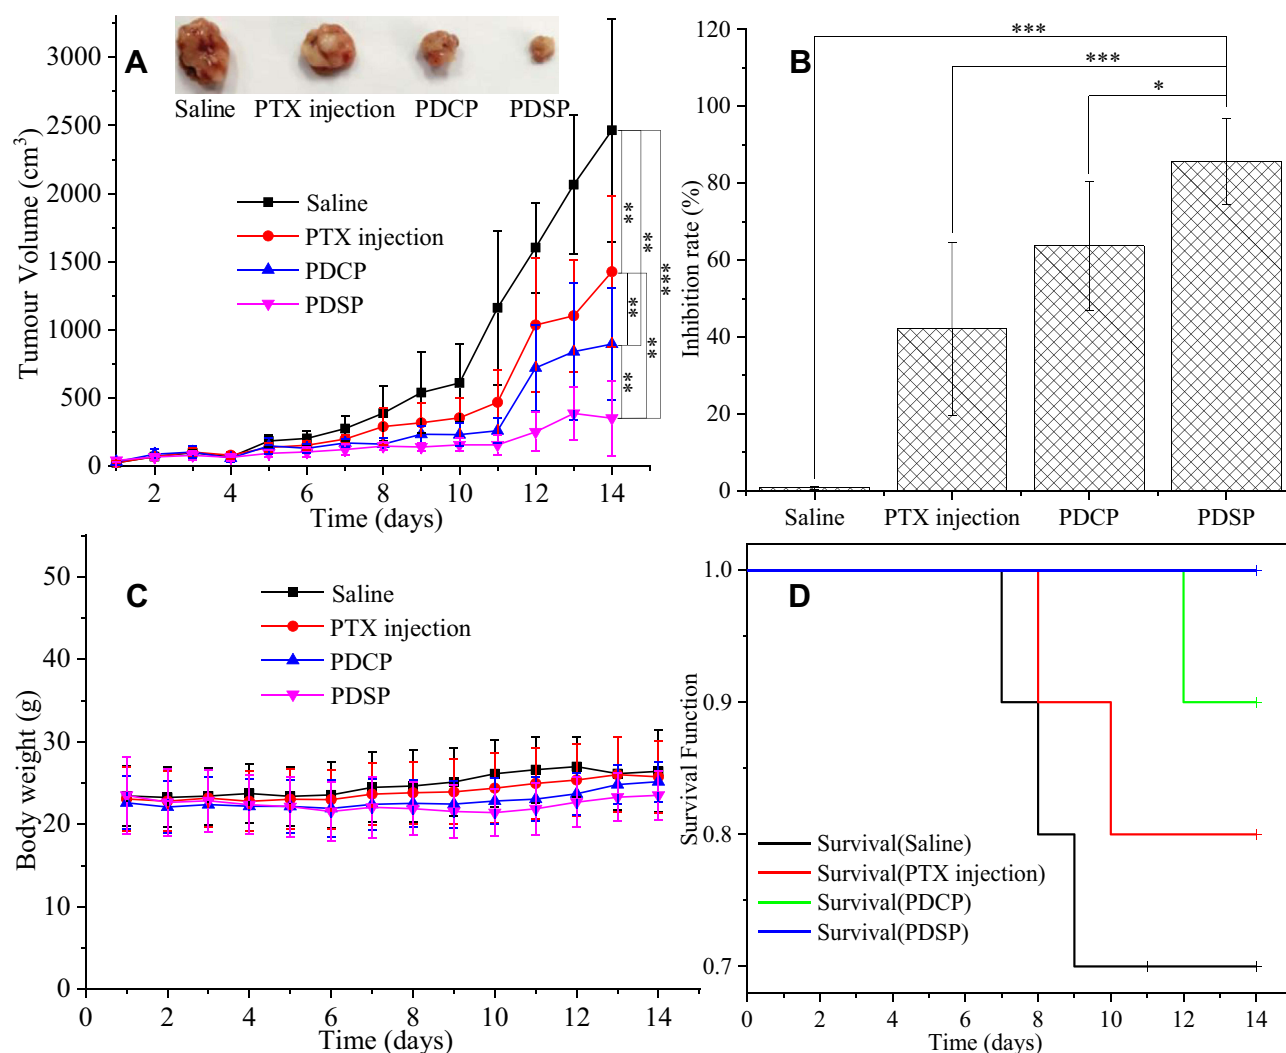 A
Saline PTX injection PDCP PDSP
Tumour Volume (cm3)
3000
2500
2000
1500
1000
500
0
Saline
PTX injection
PDCP
PDSP
**
**
***
**
**
**
2 4 6 8 10 12 14
Time (days)
B
Inhibition rate (%)
120
100
80
60
40
20
0
***
***
*
Saline PTX injection PDCP PDSP
C
Body weight (g)
50
40
30
20
10
0
Saline
PTX injection
PDCP
PDSP
0 2 4 6 8 10 12 14
Time (days)
D
Survival Function
1.0
0.9
0.8
0.7
Survival(Saline)
Survival(PTX injection)
Survival(PDCP)
Survival(PDSP)
0 2 4 6 8 10 12 14
Time (days)